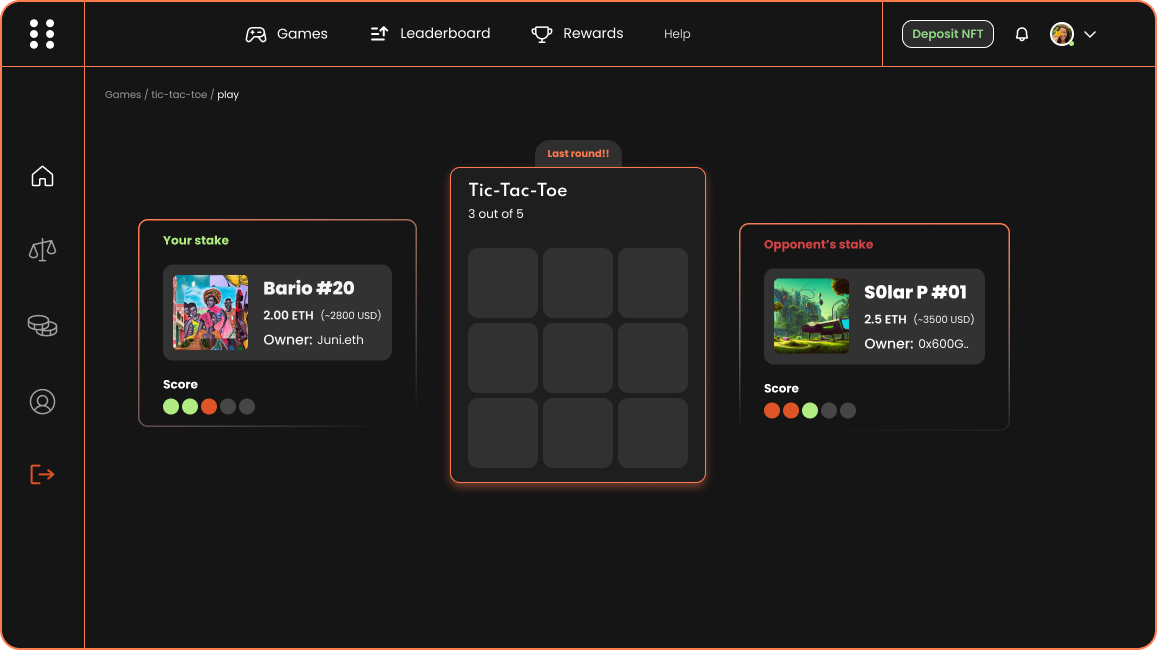 Games
Leaderboard
Rewards
Help
Deposit NFT
Games / tic-tac-toe / play
Last round!!
Tic-Tac-Toe
3 out of 5
Your stake
Bario #20
2.00 ETH (~2800 USD)
Owner: Juni.eth
Score
Opponent’s stake
S0lar P #01
2.5 ETH (~3500 USD)
Owner: 0x600G..
Score